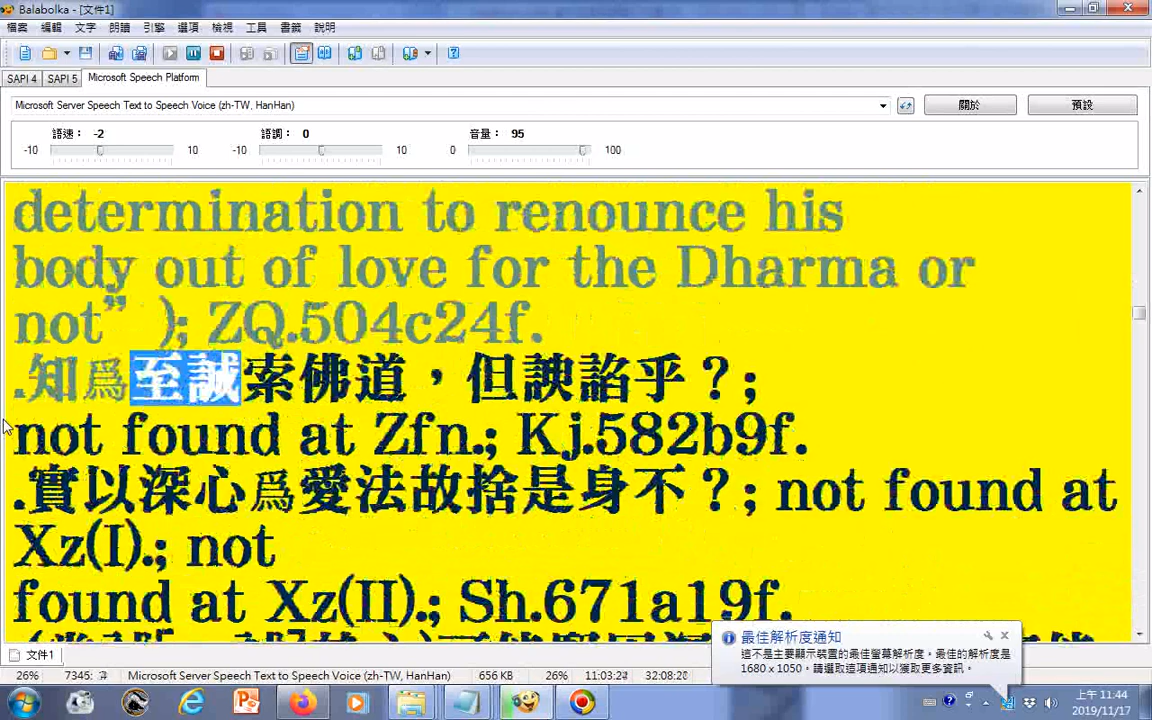 Balabolka - [文件1]
檔案 編輯 文字 朗讀 引擎 選項 檢視 工具 書籤 說明
SAPI 4 SAPI 5 Microsoft Speech Platform
Microsoft Server Speech Text to Speech Voice (zh-TW, HanHan) 關於 預設
語速： -2 語調： 0 音量： 95
-10 10 -10 10 0 100
determination to renounce his
body out of love for the Dharma or
not” ); ZQ.504c24f.
.知爲至誠索佛道，但諛諂乎？;
not found at Zfn.; Kj.582b9f.
.實以深心爲愛法故捨是身不？; not found at
Xz(I).; not
found at Xz(II).; Sh.671a19f.
最佳解析度通知
這不是主要顯示裝置的最佳螢幕解析度。最佳的解析度是
1680 x 1050。請選取這項通知以獲取更多資訊。
文件1
26% 7345: Microsoft Server Speech Text to Speech Voice (zh-TW, HanHan) 656 KB 26% 11:03:28 32:08:20
上午 11:44
2019/11/17